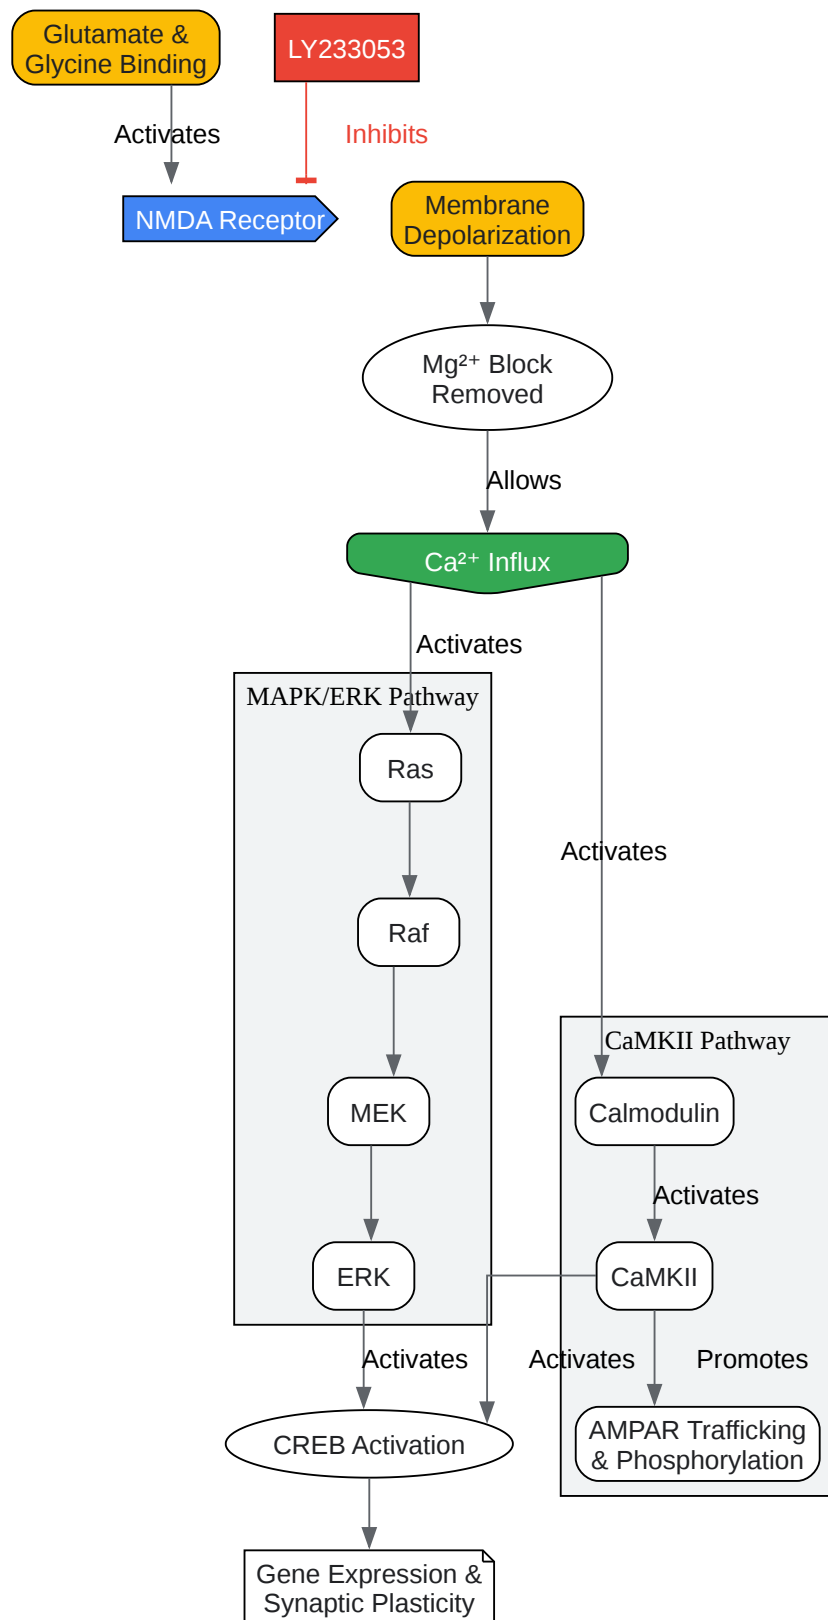 Glutamate &
Glycine Binding
LY233053
Activates
Inhibits
NMDA Receptor
Membrane
Depolarization
Mg²⁺ Block
Removed
Allows
Ca²⁺ Influx
Activates
MAPK/ERK Pathway
Ras
Activates
Raf
CaMKII Pathway
MEK
Calmodulin
Activates
ERK
CaMKII
Activates
Activates
Promotes
CREB Activation
AMPAR Trafficking
& Phosphorylation
Gene Expression &
Synaptic Plasticity